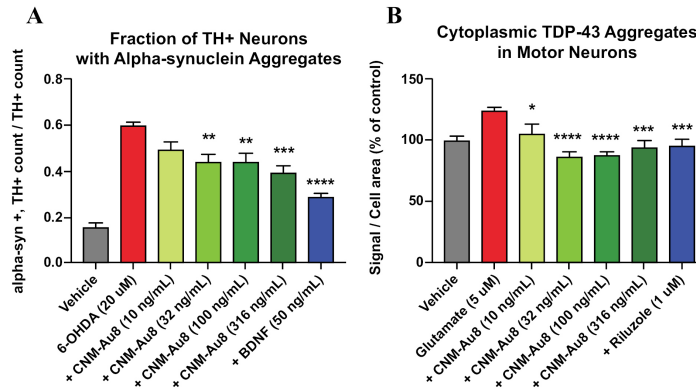 A
Fraction of TH+ Neurons
with Alpha-synuclein Aggregates
alpha-syn +, TH+ count / TH+ count
0.8
0.6
0.4
0.2
0.0
**
**
***
****
Vehicle
6-OHDA (20 uM)
+ CNM-Au8 (10 ng/mL)
+ CNM-Au8 (32 ng/mL)
+ CNM-Au8 (100 ng/mL)
+ CNM-Au8 (316 ng/mL)
+ BDNF (50 ng/mL)
B
Cytoplasmic TDP-43 Aggregates
in Motor Neurons
Signal / Cell area (% of control)
150
100
50
0
*
****
****
***
***
Vehicle
Glutamate (5 uM)
+ CNM-Au8 (10 ng/mL)
+ CNM-Au8 (32 ng/mL)
+ CNM-Au8 (100 ng/mL)
+ CNM-Au8 (316 ng/mL)
+ Riluzole (1 uM)